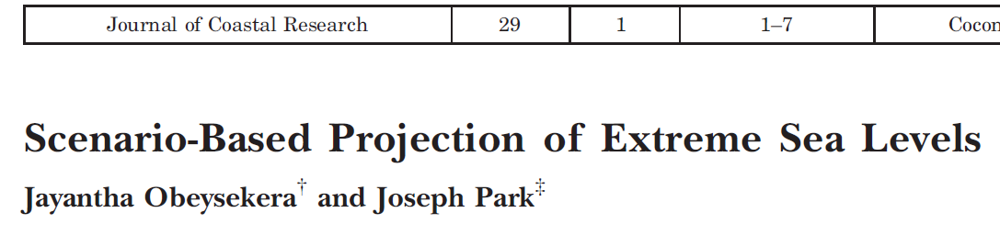 Journal of Coastal Research 29 1 1–7 Cocon
Scenario-Based Projection of Extreme Sea Levels
Jayantha Obeysekera† and Joseph Park‡